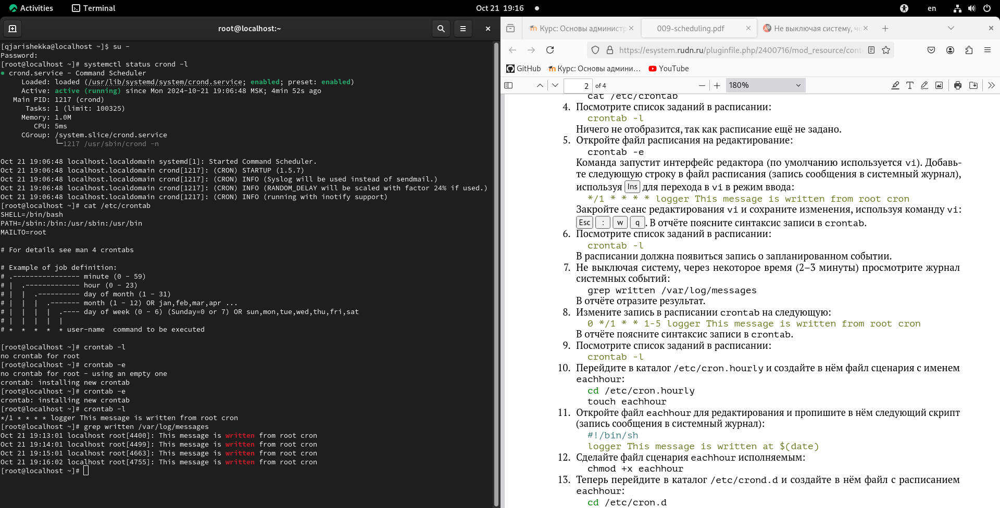 Activities Terminal Oct 21 19:16 en
root@localhost:~
[qjarishekka@localhost ~]$ su -
Password:
[root@localhost ~]# systemctl status crond -l
● crond.service - Command Scheduler
Loaded: loaded (/usr/lib/systemd/system/crond.service; enabled; preset: enabled)
Active: active (running) since Mon 2024-10-21 19:06:48 MSK; 4min 52s ago
Main PID: 1217 (crond)
Tasks: 1 (limit: 100325)
Memory: 1.0M
CPU: 5ms
CGroup: /system.slice/crond.service
└─1217 /usr/sbin/crond -n
Oct 21 19:06:48 localhost.localdomain systemd[1]: Started Command Scheduler.
Oct 21 19:06:48 localhost.localdomain crond[1217]: (CRON) STARTUP (1.5.7)
Oct 21 19:06:48 localhost.localdomain crond[1217]: (CRON) INFO (Syslog will be used instead of sendmail.)
Oct 21 19:06:48 localhost.localdomain crond[1217]: (CRON) INFO (RANDOM_DELAY will be scaled with factor 24% if used.)
Oct 21 19:06:48 localhost.localdomain crond[1217]: (CRON) INFO (running with inotify support)
[root@localhost ~]# cat /etc/crontab
SHELL=/bin/bash
PATH=/sbin:/bin:/usr/sbin:/usr/bin
MAILTO=root
# For details see man 4 crontabs
# Example of job definition:
# .---------------- minute (0 - 59)
# |  .------------- hour (0 - 23)
# |  |  .---------- day of month (1 - 31)
# |  |  |  .------- month (1 - 12) OR jan,feb,mar,apr ...
# |  |  |  |  .---- day of week (0 - 6) (Sunday=0 or 7) OR sun,mon,tue,wed,thu,fri,sat
# |  |  |  |  |
# *  *  *  *  * user-name  command to be executed
[root@localhost ~]# crontab -l
no crontab for root
[root@localhost ~]# crontab -e
no crontab for root - using an empty one
crontab: installing new crontab
[root@localhost ~]# crontab -e
crontab: installing new crontab
[root@localhost ~]# crontab -l
*/1 * * * * logger This message is written from root cron
[root@localhost ~]# grep written /var/log/messages
Oct 21 19:13:01 localhost root[4400]: This message is written from root cron
Oct 21 19:14:01 localhost root[4499]: This message is written from root cron
Oct 21 19:15:01 localhost root[4663]: This message is written from root cron
Oct 21 19:16:02 localhost root[4755]: This message is written from root cron
[root@localhost ~]#
Курс: Основы администр 009-scheduling.pdf Не выключая систему, че
https://esystem.rudn.ru/pluginfile.php/2400716/mod_resource/cont
GitHub Курс: Основы админи… YouTube
2 of 4 180%
cat /etc/crontab
4. Посмотрите список заданий в расписании:
crontab -l
Ничего не отобразится, так как расписание ещё не задано.
5. Откройте файл расписания на редактирование:
crontab -e
Команда запустит интерфейс редактора (по умолчанию используется vi). Добавь-
те следующую строку в файл расписания (запись сообщения в системный журнал),
используя Ins для перехода в vi в режим ввода:
*/1 * * * * logger This message is written from root cron
Закройте сеанс редактирования vi и сохраните изменения, используя команду vi:
Esc : w q. В отчёте поясните синтаксис записи в crontab.
6. Посмотрите список заданий в расписании:
crontab -l
В расписании должна появиться запись о запланированном событии.
7. Не выключая систему, через некоторое время (2–3 минуты) просмотрите журнал
системных событий:
grep written /var/log/messages
В отчёте отразите результат.
8. Измените запись в расписании crontab на следующую:
0 */1 * * 1-5 logger This message is written from root cron
В отчёте поясните синтаксис записи в crontab.
9. Посмотрите список заданий в расписании:
crontab -l
10. Перейдите в каталог /etc/cron.hourly и создайте в нём файл сценария с именем
eachhour:
cd /etc/cron.hourly
touch eachhour
11. Откройте файл eachhour для редактирования и пропишите в нём следующий скрипт
(запись сообщения в системный журнал):
#!/bin/sh
logger This message is written at $(date)
12. Сделайте файл сценария eachhour исполняемым:
chmod +x eachhour
13. Теперь перейдите в каталог /etc/crond.d и создайте в нём файл с расписанием
eachhour:
cd /etc/cron.d